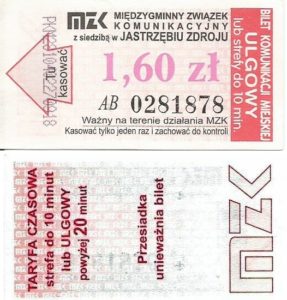 MZK MIĘDZYGMINNY ZWIĄZEK
KOMUNIKACYJNY
z siedzibą w JASTRZĘBIU ZDROJU
1,60 zł
AB 0281878
Ważny na terenie działania MZK
Kasować tylko jeden raz i zachować do kontroli
tu
kasować
BILET KOMUNIKACJI MIEJSKIEJ
ULGOWY
lub strefy do 10 min.
TARYFA CZASOWA
strefa do 10 minut
lub ULGOWY
powyżej 20 minut
Przesiadka
unieważnia bilet
MZK